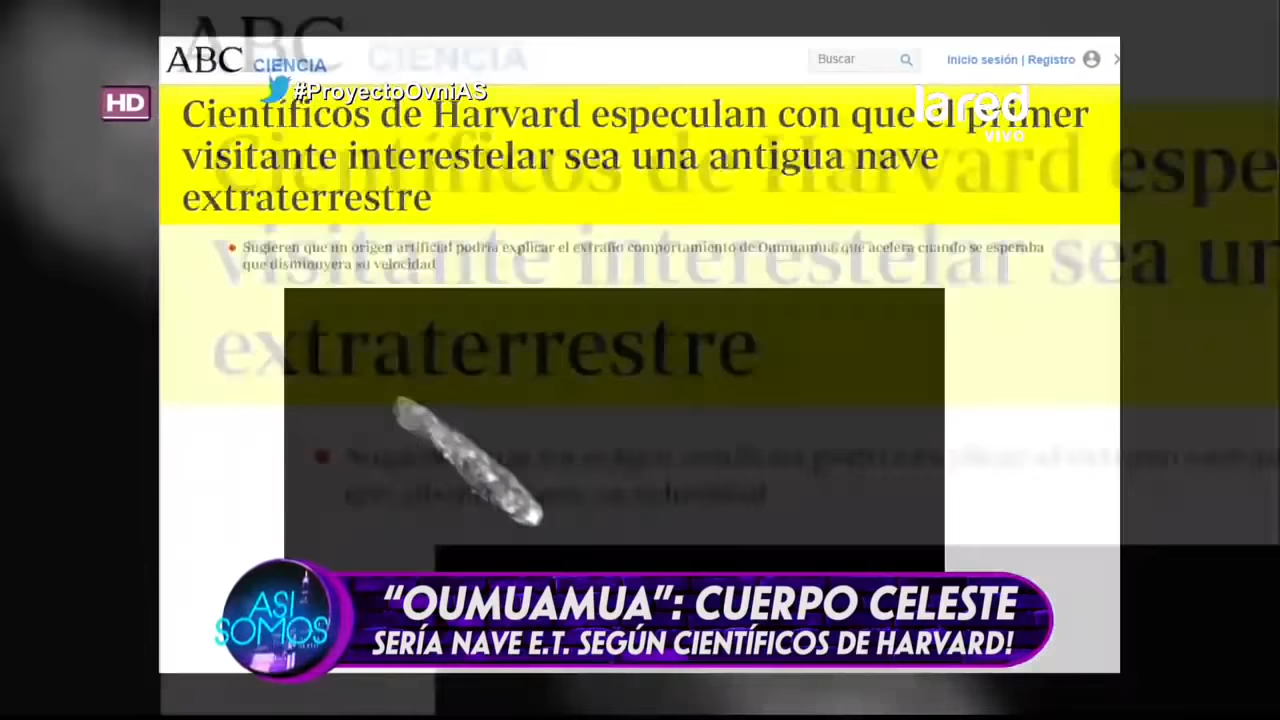 ABC CIENCIA
Buscar
Inicio sesión | Registro
HD
#ProyectoOvniAS
la red
vivo
Científicos de Harvard especulan con que el primer
visitante interestelar sea una antigua nave
extraterrestre
Sugieren que un origen artificial podría explicar el extraño comportamiento de Oumuamua, que acelera cuando se esperaba
que disminuyera su velocidad
ASI
SOMOS
“OUMUAMUA”: CUERPO CELESTE
SERÍA NAVE E.T. SEGÚN CIENTÍFICOS DE HARVARD!